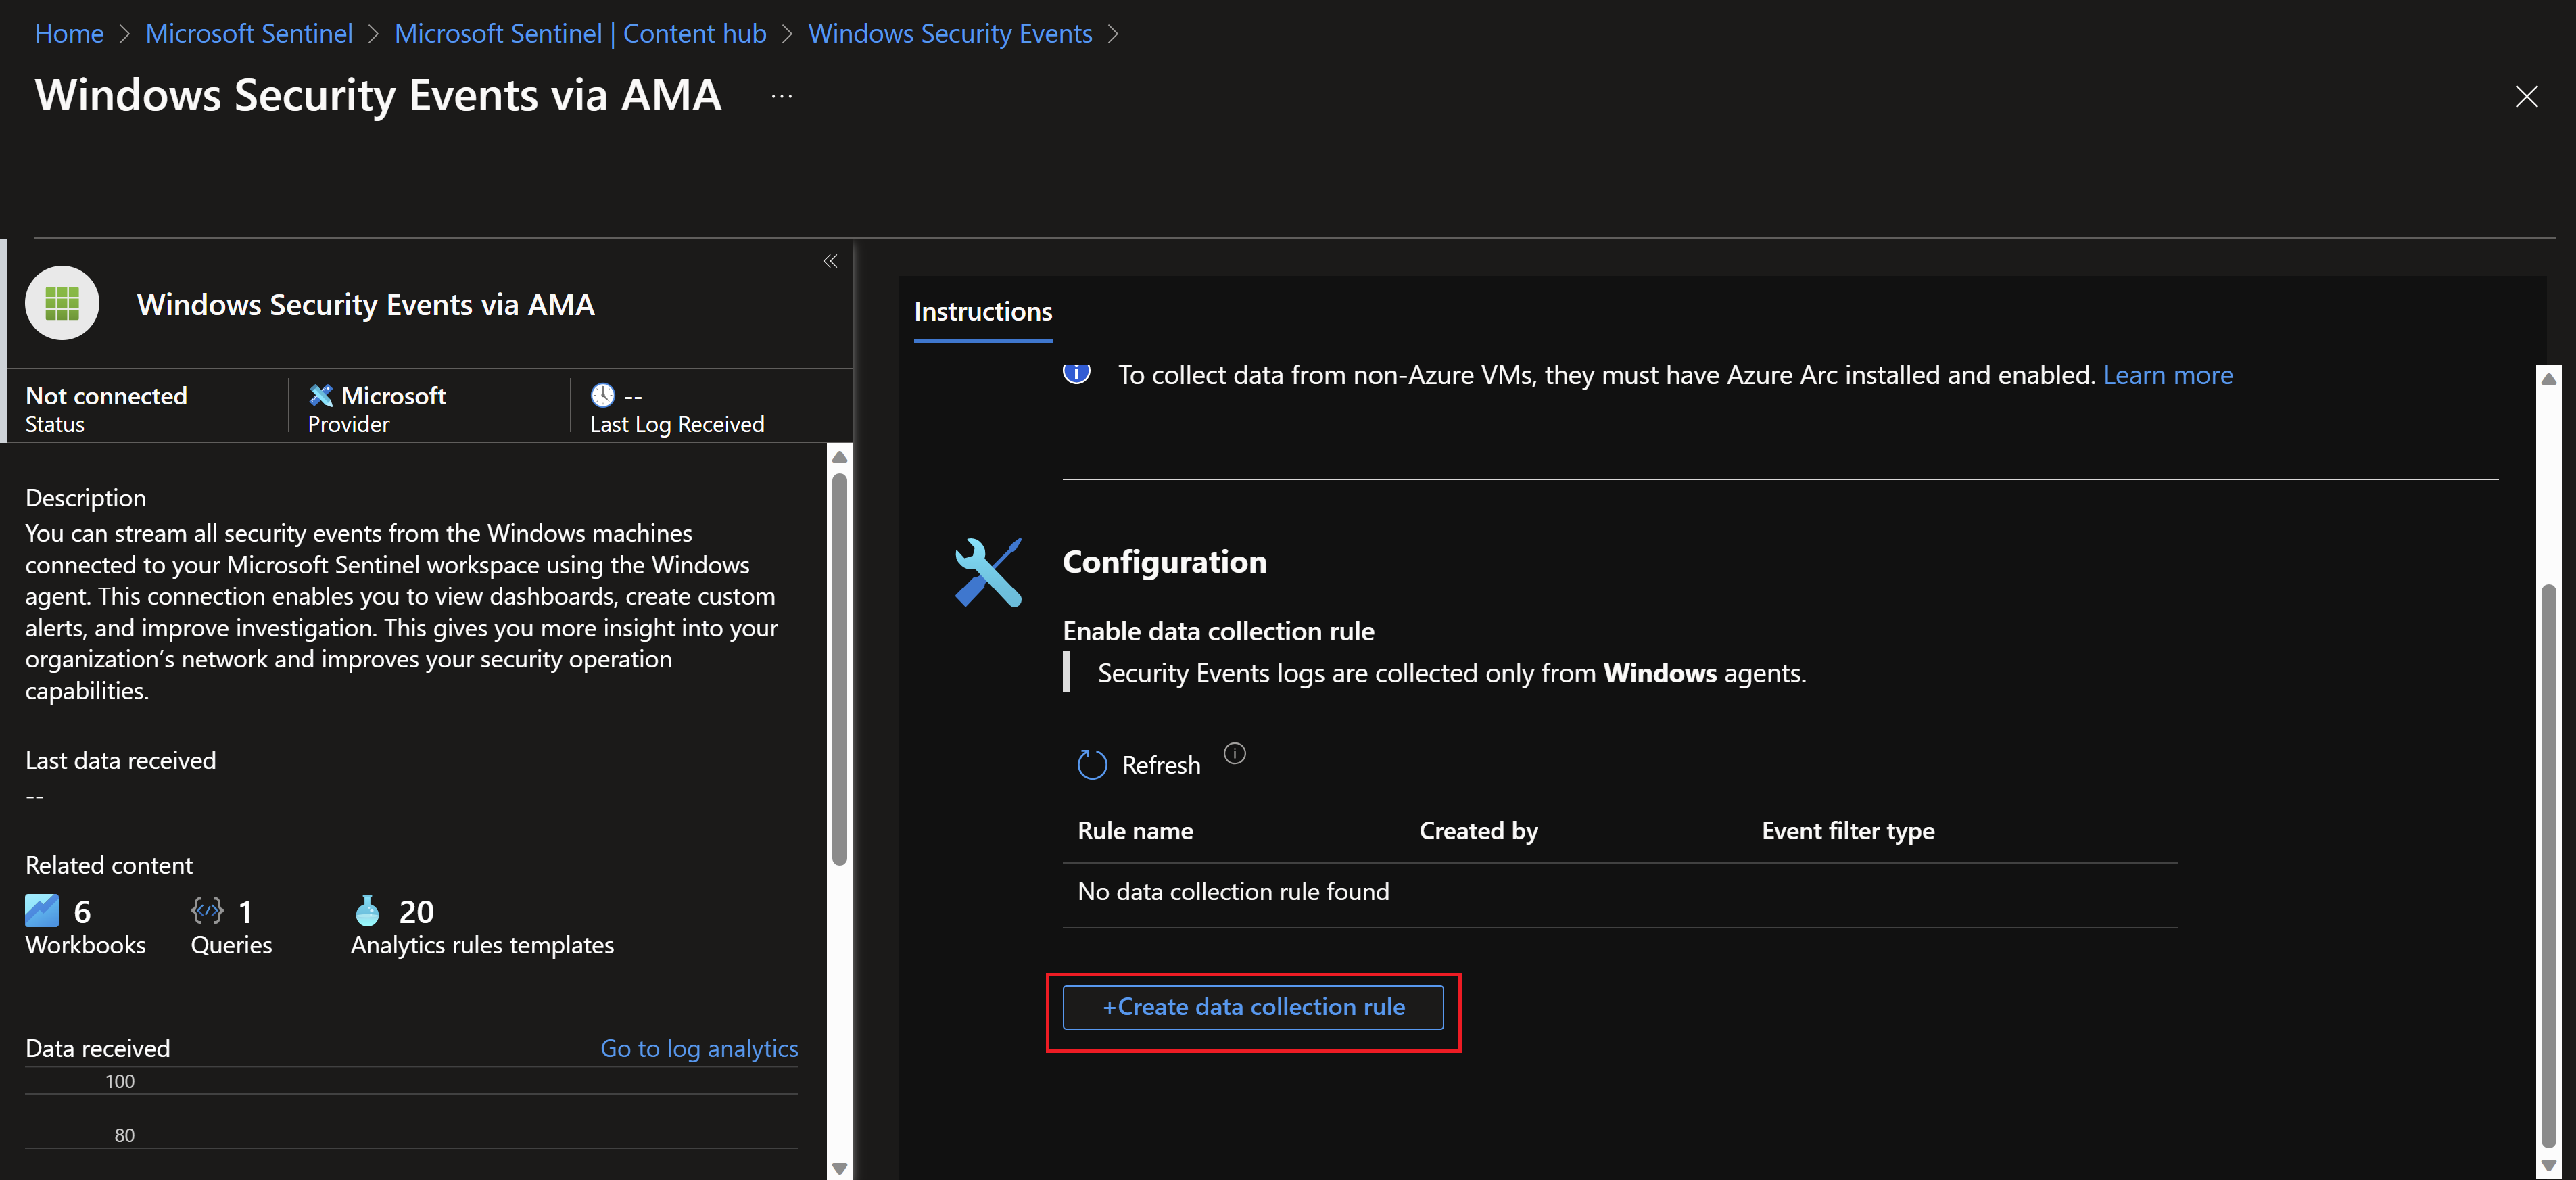 Home > Microsoft Sentinel > Microsoft Sentinel | Content hub > Windows Security Events >
Windows Security Events via AMA ...
Windows Security Events via AMA
Not connected
Status
Microsoft
Provider
--
Last Log Received
Description
You can stream all security events from the Windows machines
connected to your Microsoft Sentinel workspace using the Windows
agent. This connection enables you to view dashboards, create custom
alerts, and improve investigation. This gives you more insight into your
organization’s network and improves your security operation
capabilities.
Last data received
--
Related content
6
Workbooks
1
Queries
20
Analytics rules templates
Data received
Go to log analytics
100
80
Instructions
To collect data from non-Azure VMs, they must have Azure Arc installed and enabled. Learn more
Configuration
Enable data collection rule
Security Events logs are collected only from Windows agents.
Refresh
Rule name Created by Event filter type
No data collection rule found
+Create data collection rule